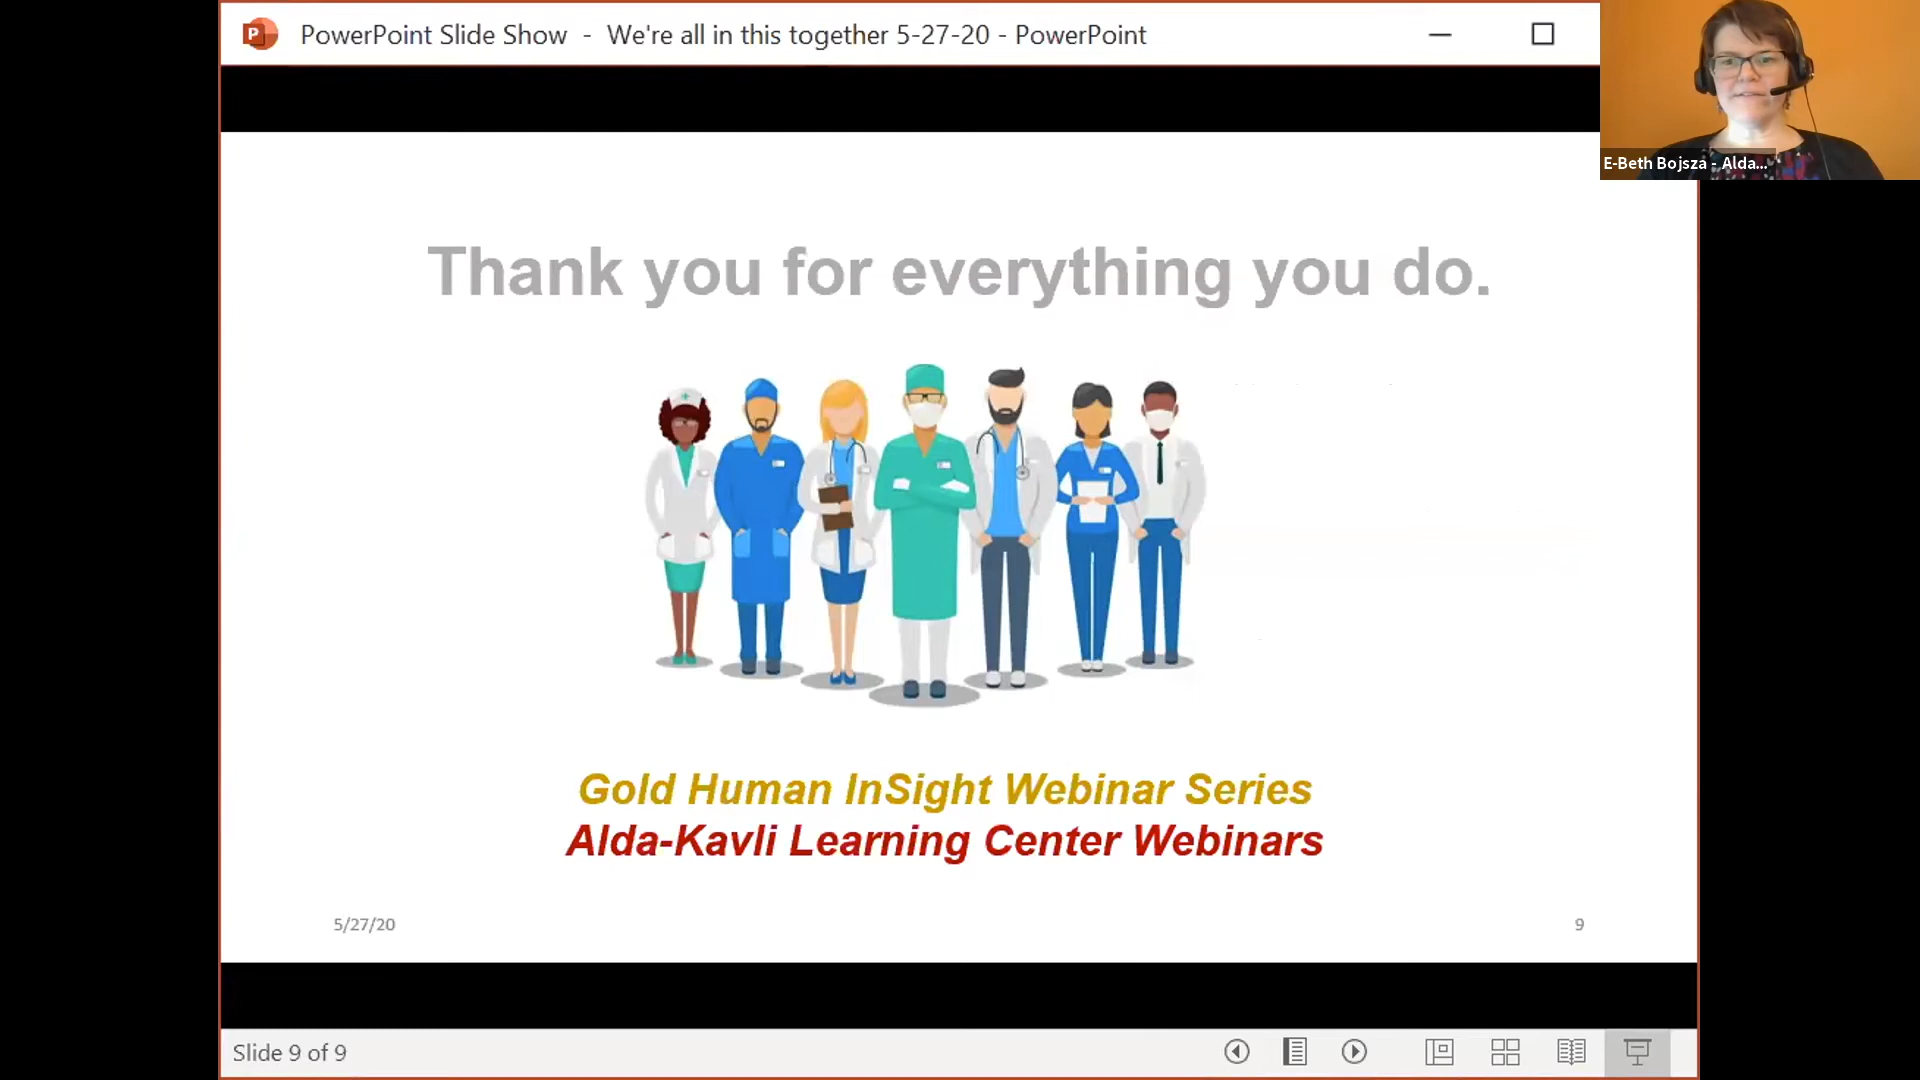 PowerPoint Slide Show - We're all in this together 5-27-20 - PowerPoint
E-Beth Bojsza - Alda...
Thank you for everything you do.
Gold Human InSight Webinar Series
Alda-Kavli Learning Center Webinars
5/27/20
9
Slide 9 of 9